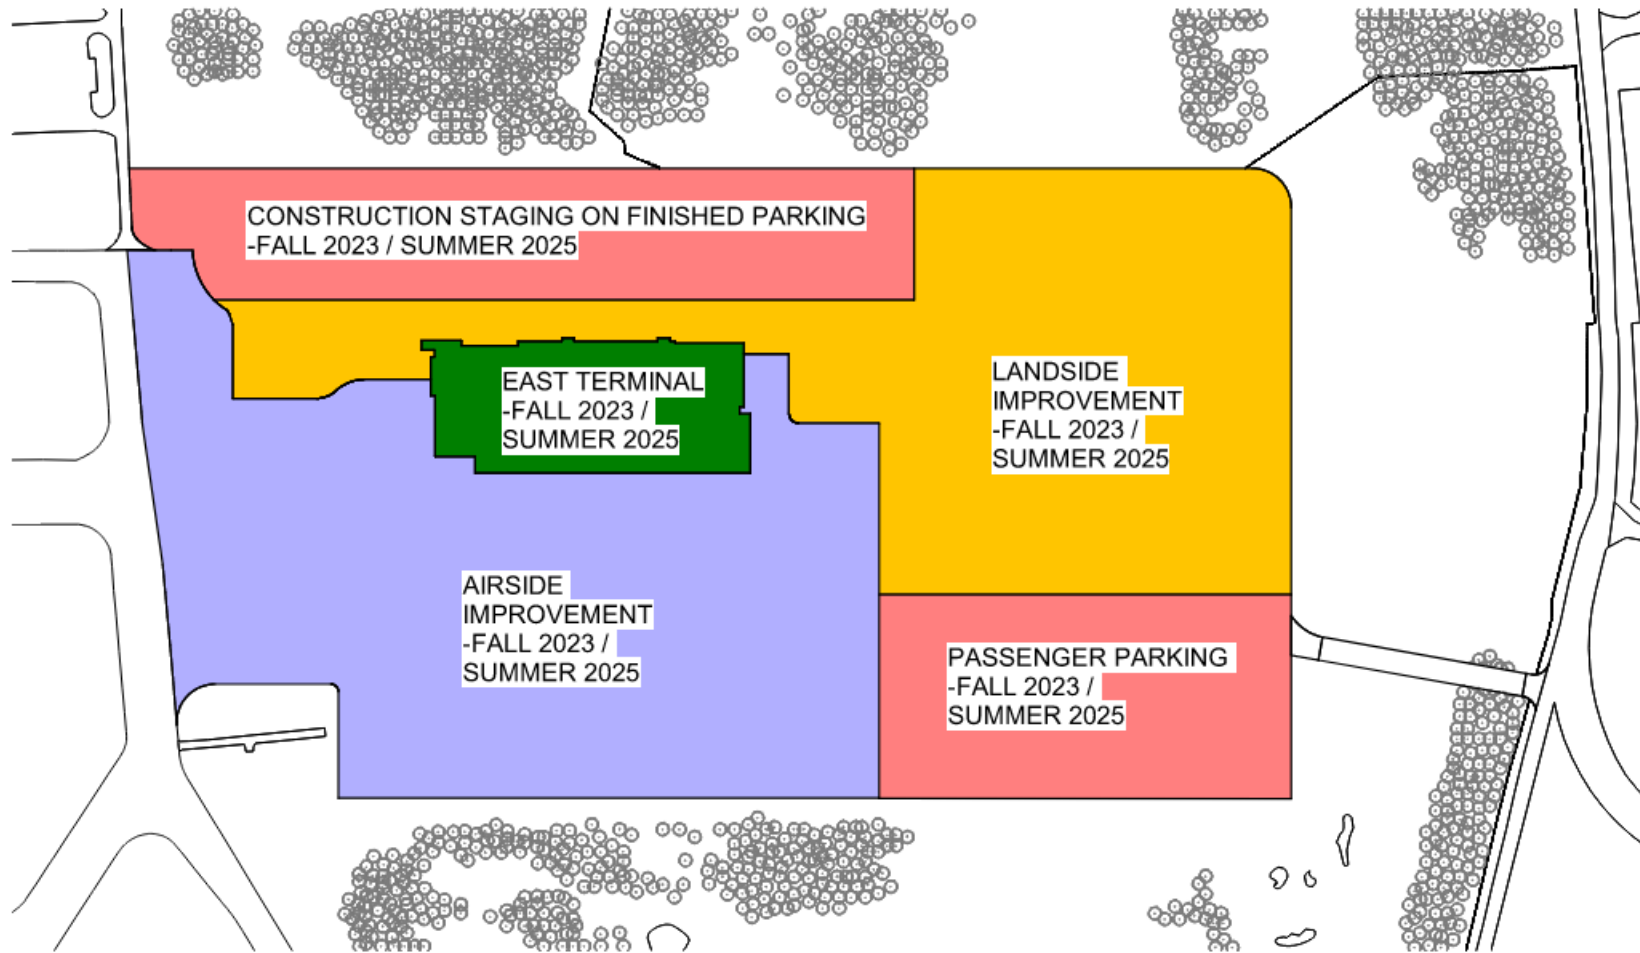 CONSTRUCTION STAGING ON FINISHED PARKING
-FALL 2023 / SUMMER 2025
EAST TERMINAL
-FALL 2023 /
SUMMER 2025
LANDSIDE
IMPROVEMENT
-FALL 2023 /
SUMMER 2025
AIRSIDE
IMPROVEMENT
-FALL 2023 /
SUMMER 2025
PASSENGER PARKING
-FALL 2023 /
SUMMER 2025